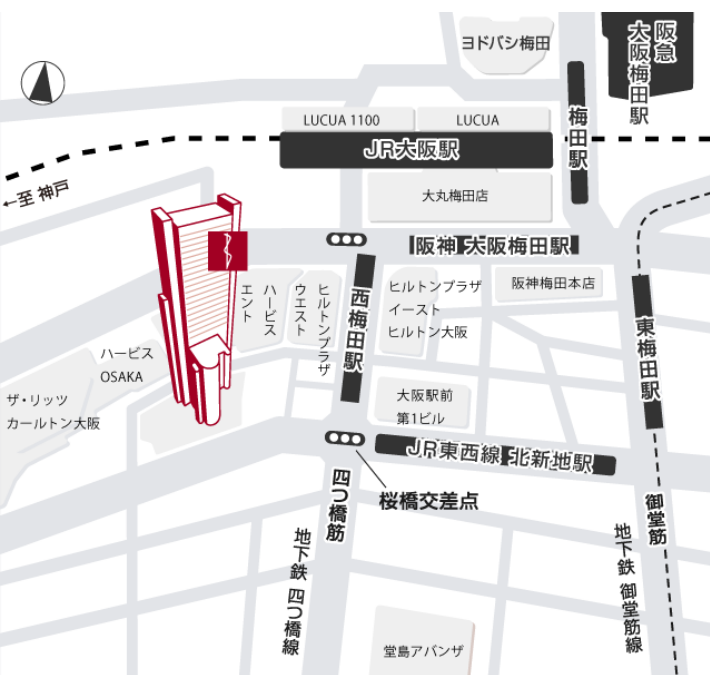 ヨドバシ梅田
阪急
大阪梅田駅
LUCUA 1100
LUCUA
梅田駅
JR大阪駅
←至 神戸
大丸梅田店
阪神 大阪梅田駅
ハービス
エント
ヒルトンプラザ
ウエスト
西梅田駅
ヒルトンプラザ
イースト
ヒルトン大阪
阪神梅田本店
東梅田駅
ハービス
OSAKA
ザ・リッツ
カールトン大阪
大阪駅前
第1ビル
JR東西線 北新地駅
桜橋交差点
四つ橋筋
地下鉄 四つ橋線
御堂筋
地下鉄 御堂筋線
堂島アバンザ